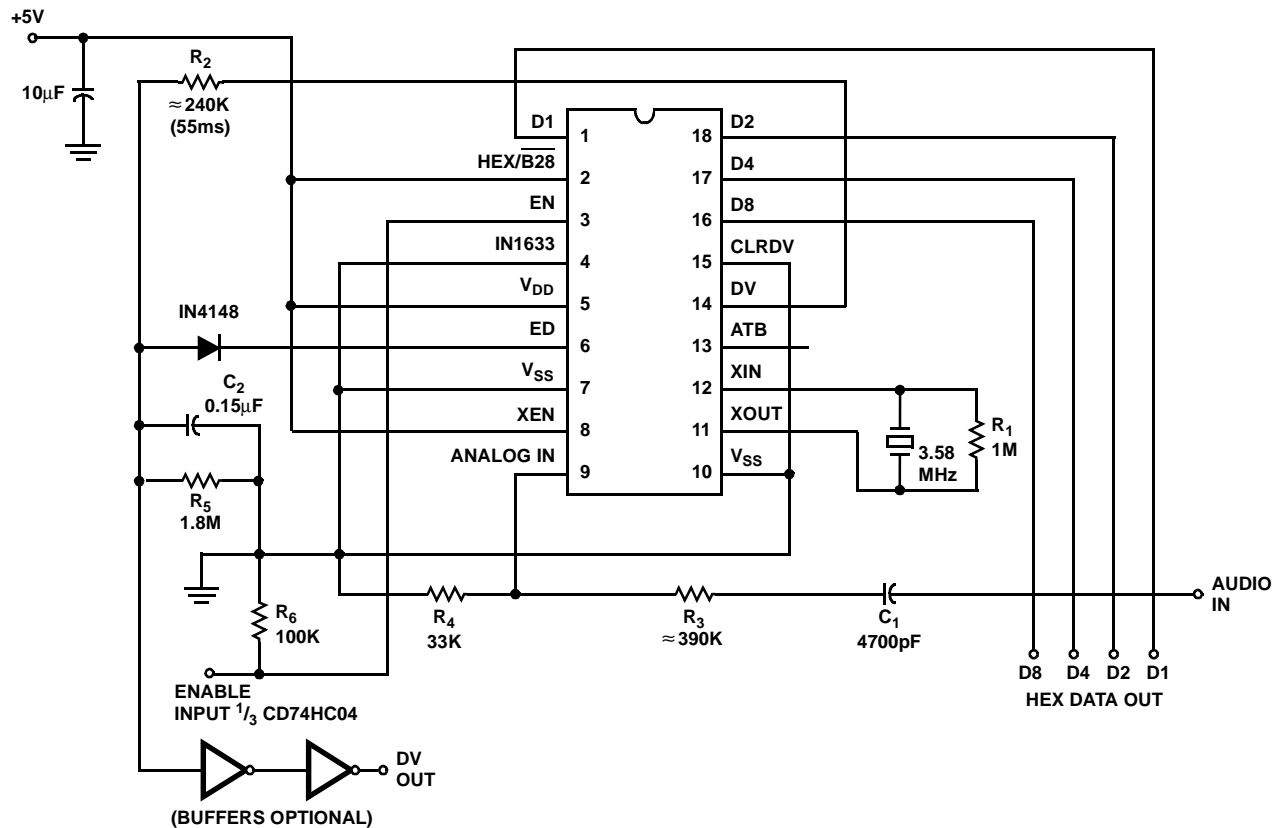 +5V
10µF
R2
≈240K
(55ms)
D1
HEX/B28
EN
IN1633
VDD
ED
VSS
XEN
ANALOG IN
1
2
3
4
5
6
7
8
9
18
17
16
15
14
13
12
11
10
D2
D4
D8
CLRDV
DV
ATB
XIN
XOUT
VSS
IN4148
C2
0.15µF
R5
1.8M
3.58
MHz
R1
1M
R6
100K
R4
33K
R3
≈390K
C1
4700pF
AUDIO
IN
D8 D4 D2 D1
HEX DATA OUT
ENABLE
INPUT 1/3 CD74HC04
DV
OUT
(BUFFERS OPTIONAL)